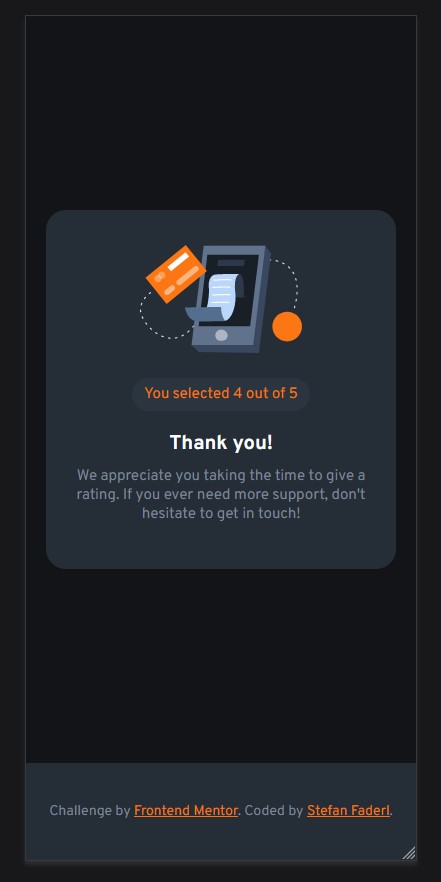 You selected 4 out of 5
Thank you!
We appreciate you taking the time to give a
rating. If you ever need more support, don't
hesitate to get in touch!
Challenge by Frontend Mentor. Coded by Stefan Faderl.